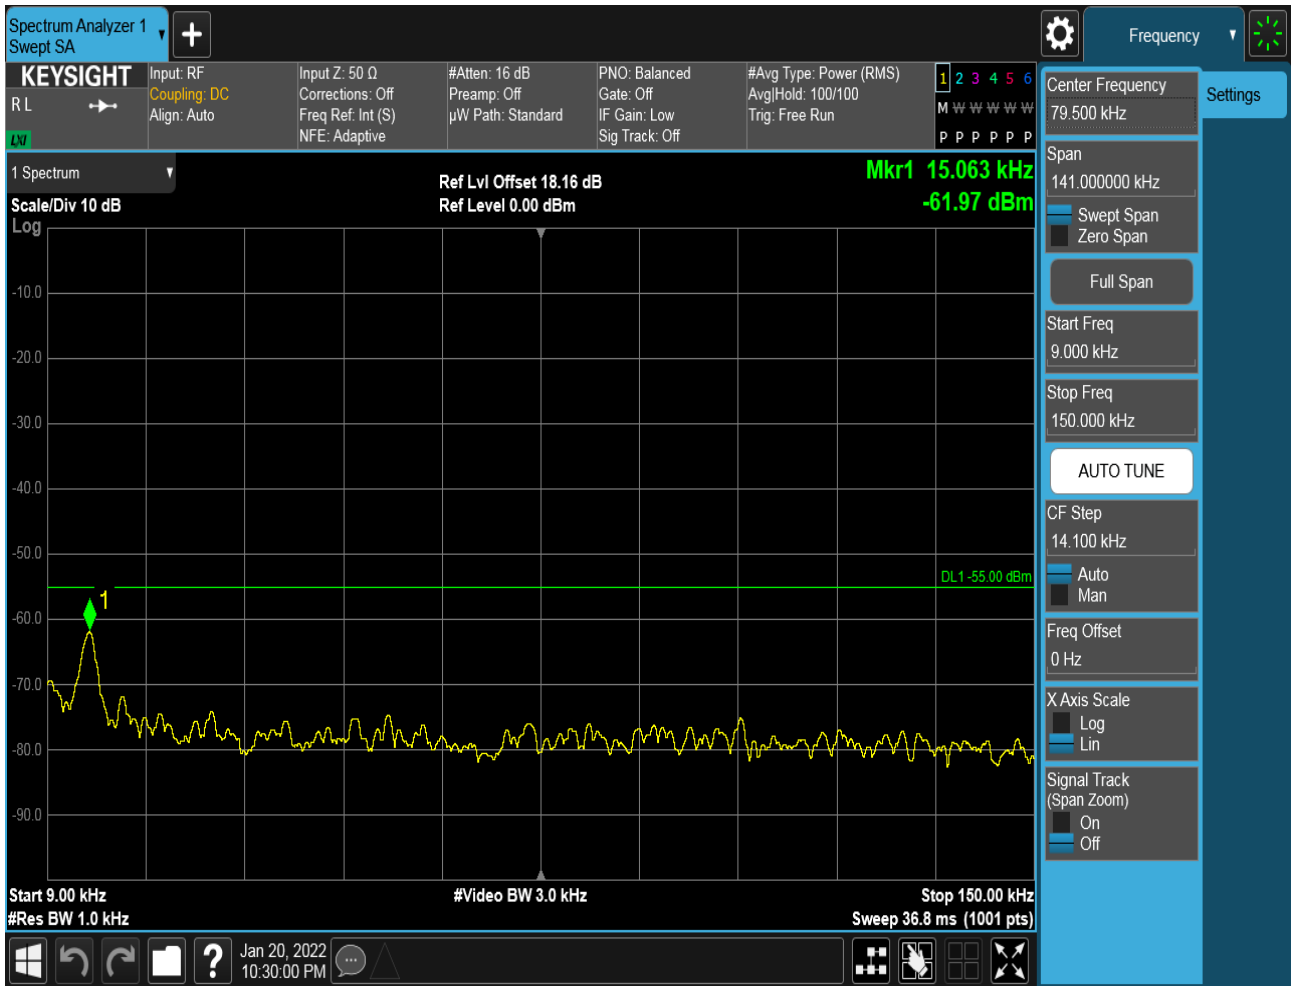 Spectrum Analyzer 1
Swept SA
Frequency
KEYSIGHT
R L
LXI
Input: RF
Coupling: DC
Align: Auto
Input Z: 50 Ω
Corrections: Off
Freq Ref: Int (S)
NFE: Adaptive
#Atten: 16 dB
Preamp: Off
µW Path: Standard
PNO: Balanced
Gate: Off
IF Gain: Low
Sig Track: Off
#Avg Type: Power (RMS)
Avg|Hold: 100/100
Trig: Free Run
1 2 3 4 5 6
M W W W W W
P P P P P P
1 Spectrum
Scale/Div 10 dB
Log
Ref Lvl Offset 18.16 dB
Ref Level 0.00 dBm
Mkr1 15.063 kHz
-61.97 dBm
-10.0
-20.0
-30.0
-40.0
-50.0
-60.0
-70.0
-80.0
-90.0
DL1 -55.00 dBm
1
Start 9.00 kHz
#Res BW 1.0 kHz
#Video BW 3.0 kHz
Stop 150.00 kHz
Sweep 36.8 ms (1001 pts)
Center Frequency
79.500 kHz
Span
141.000000 kHz
Swept Span
Zero Span
Full Span
Start Freq
9.000 kHz
Stop Freq
150.000 kHz
AUTO TUNE
CF Step
14.100 kHz
Auto
Man
Freq Offset
0 Hz
X Axis Scale
Log
Lin
Signal Track
(Span Zoom)
On
Off
Settings
?
Jan 20, 2022
10:30:00 PM